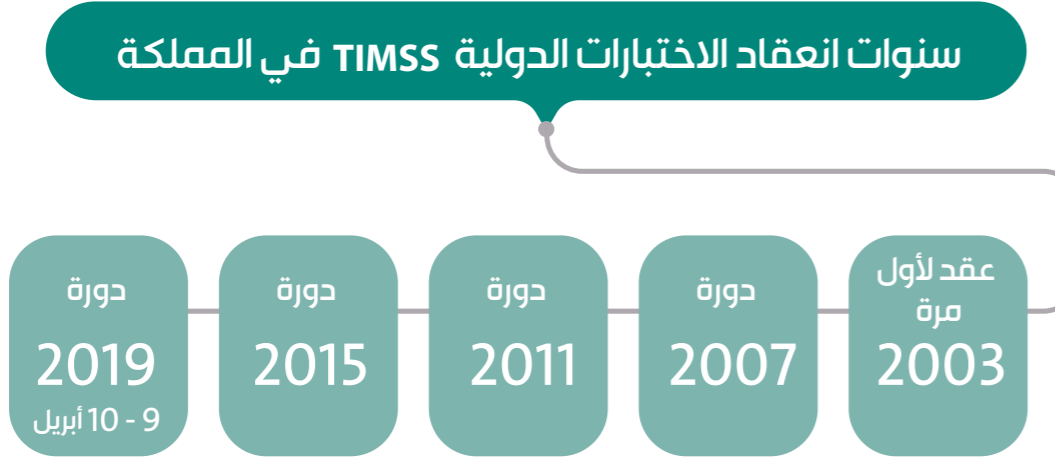 سنوات انعقاد الاختبارات الدولية TIMSS في المملكة
عقد لأول
مرة
2003
دورة
2007
دورة
2011
دورة
2015
دورة
2019
9 - 10 أبريل